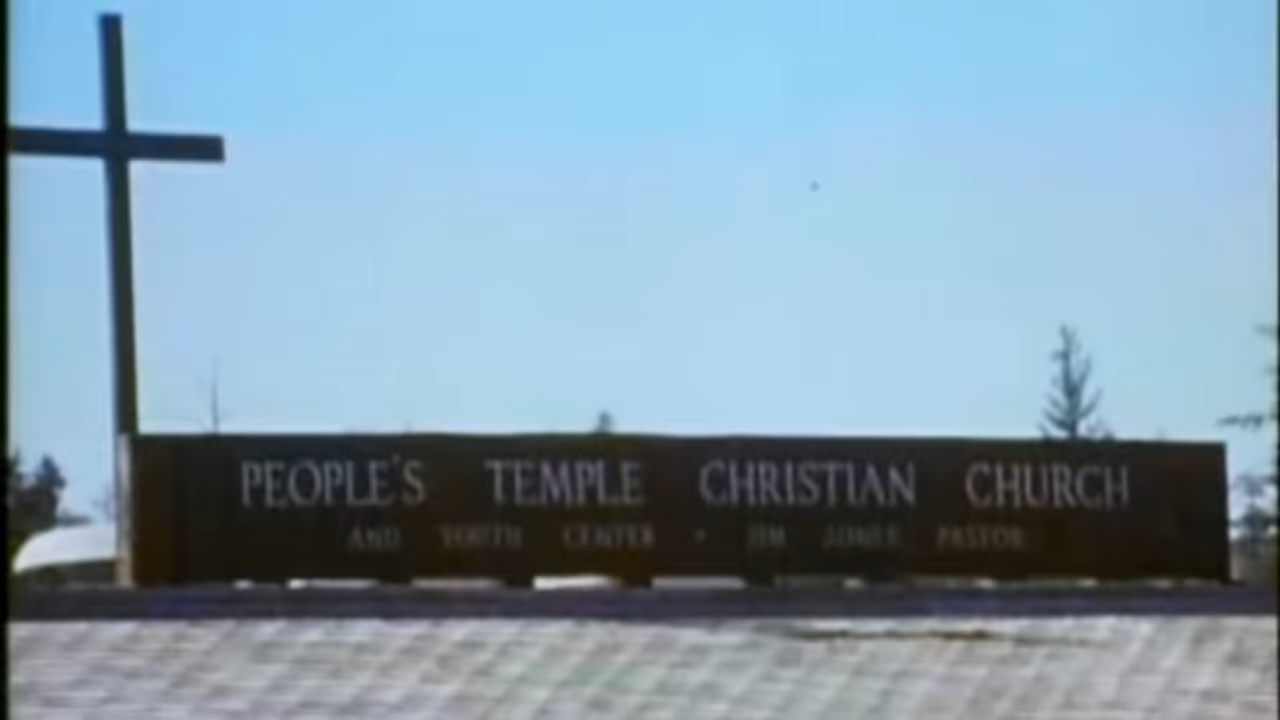 PEOPLE'S TEMPLE CHRISTIAN CHURCH
AND YOUTH CENTER • JIM JONES PASTOR